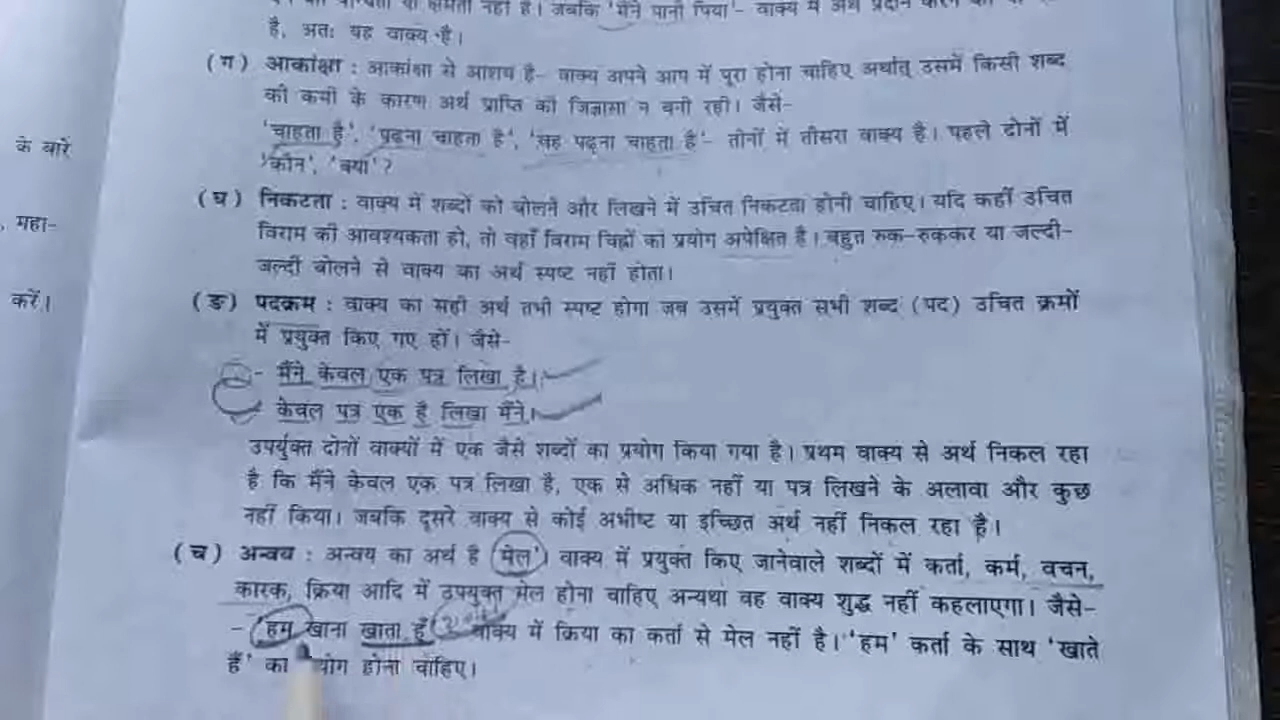 है, अतः यह वाक्य है।
(ग) आकांक्षा : आकांक्षा से आशय है- वाक्य अपने आप में पूरा होना चाहिए अर्थात् उसमें किसी शब्द
की कमी के कारण अर्थ प्राप्ति की जिज्ञासा न बनी रही। जैसे-
'चाहता है', 'पढ़ना चाहता है', 'वह पढ़ना चाहता है'- तीनों में तीसरा वाक्य है। पहले दोनों में
'कौन', 'क्या'?
के बारे
(घ) निकटता : वाक्य में शब्दों को बोलने और लिखने में उचित निकटता होनी चाहिए। यदि कहीं उचित
विराम की आवश्यकता हो, तो वहाँ विराम चिह्नों का प्रयोग अपेक्षित है। बहुत रुक-रुककर या जल्दी-
जल्दी बोलने से वाक्य का अर्थ स्पष्ट नहीं होता।
, महा-
करें।
(ङ) पदक्रम : वाक्य का सही अर्थ तभी स्पष्ट होगा जब उसमें प्रयुक्त सभी शब्द (पद) उचित क्रमों
में प्रयुक्त किए गए हों। जैसे-
- मैंने केवल एक पत्र लिखा है।
केवल पत्र एक है लिखा मैंने।
उपर्युक्त दोनों वाक्यों में एक जैसे शब्दों का प्रयोग किया गया है। प्रथम वाक्य से अर्थ निकल रहा
है कि मैंने केवल एक पत्र लिखा है, एक से अधिक नहीं या पत्र लिखने के अलावा और कुछ
नहीं किया। जबकि दूसरे वाक्य से कोई अभीष्ट या इच्छित अर्थ नहीं निकल रहा है।
(च) अन्वय : अन्वय का अर्थ है 'मेल'। वाक्य में प्रयुक्त किए जानेवाले शब्दों में कर्ता, कर्म, वचन,
कारक, क्रिया आदि में उपयुक्त मेल होना चाहिए अन्यथा वह वाक्य शुद्ध नहीं कहलाएगा। जैसे-
- 'हम खाना खाता हूँ' वाक्य में क्रिया का कर्ता से मेल नहीं है। 'हम' कर्ता के साथ 'खाते
हैं' का होना चाहिए।